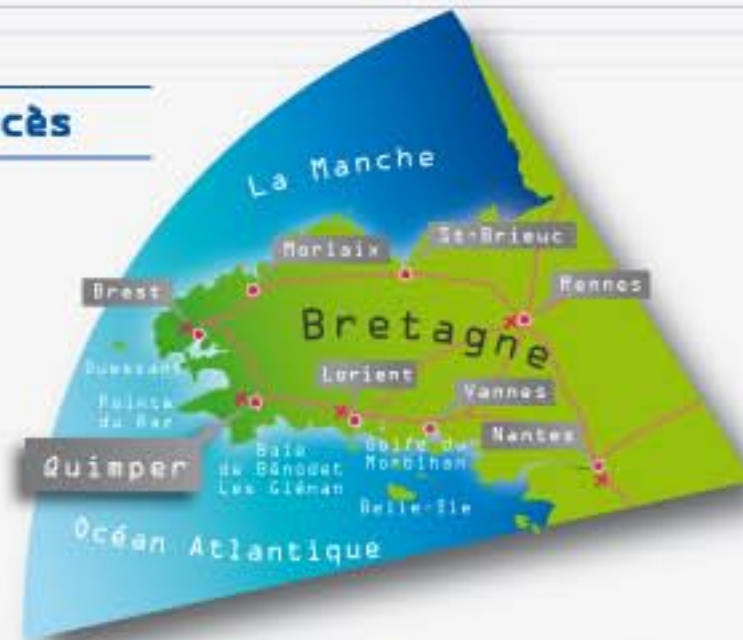 cès
La Manche
St-Brieuc
Morlaix
Rennes
Brest
Bretagne
Ouessant
Lorient
Vannes
Pointe
du Raz
Nantes
Quimper
Baie
de Bénodet
Les Glénan
Golfe du
Morbihan
Belle-Ile
Océan Atlantique